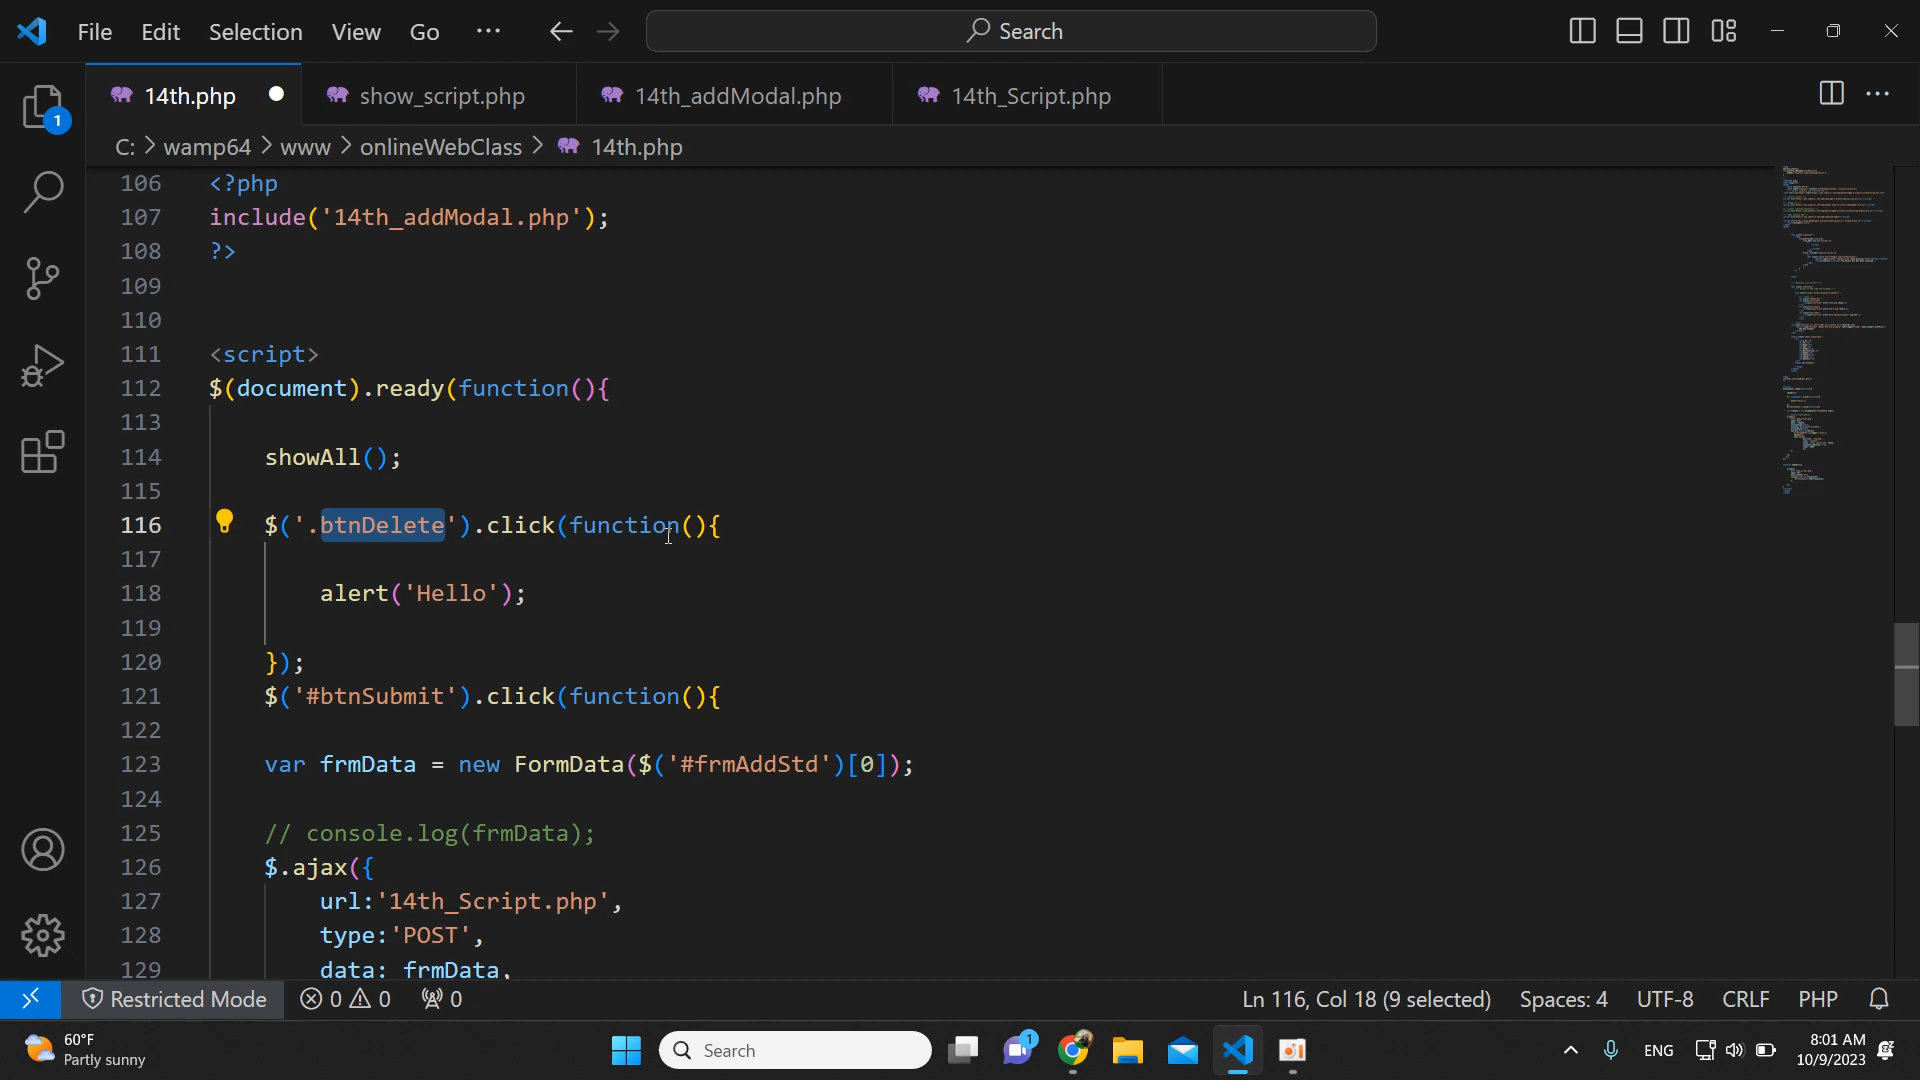 File Edit Selection View Go ··· Search
14th.php show_script.php 14th_addModal.php 14th_Script.php
1
C: > wamp64 > www > onlineWebClass > 14th.php
106 <?php
107 include('14th_addModal.php');
108 ?>
109
110
111 <script>
112 $(document).ready(function(){
113
114 showAll();
115
116 $('.btnDelete').click(function(){
117
118 alert('Hello');
119
120 });
121 $('#btnSubmit').click(function(){
122
123 var frmData = new FormData($('#frmAddStd')[0]);
124
125 // console.log(frmData);
126 $.ajax({
127 url:'14th_Script.php',
128 type:'POST',
129 data: frmData,
Restricted Mode 0 0 0 Ln 116, Col 18 (9 selected) Spaces: 4 UTF-8 CRLF PHP
60°F
Partly sunny
Search 1 ENG
8:01 AM
10/9/2023